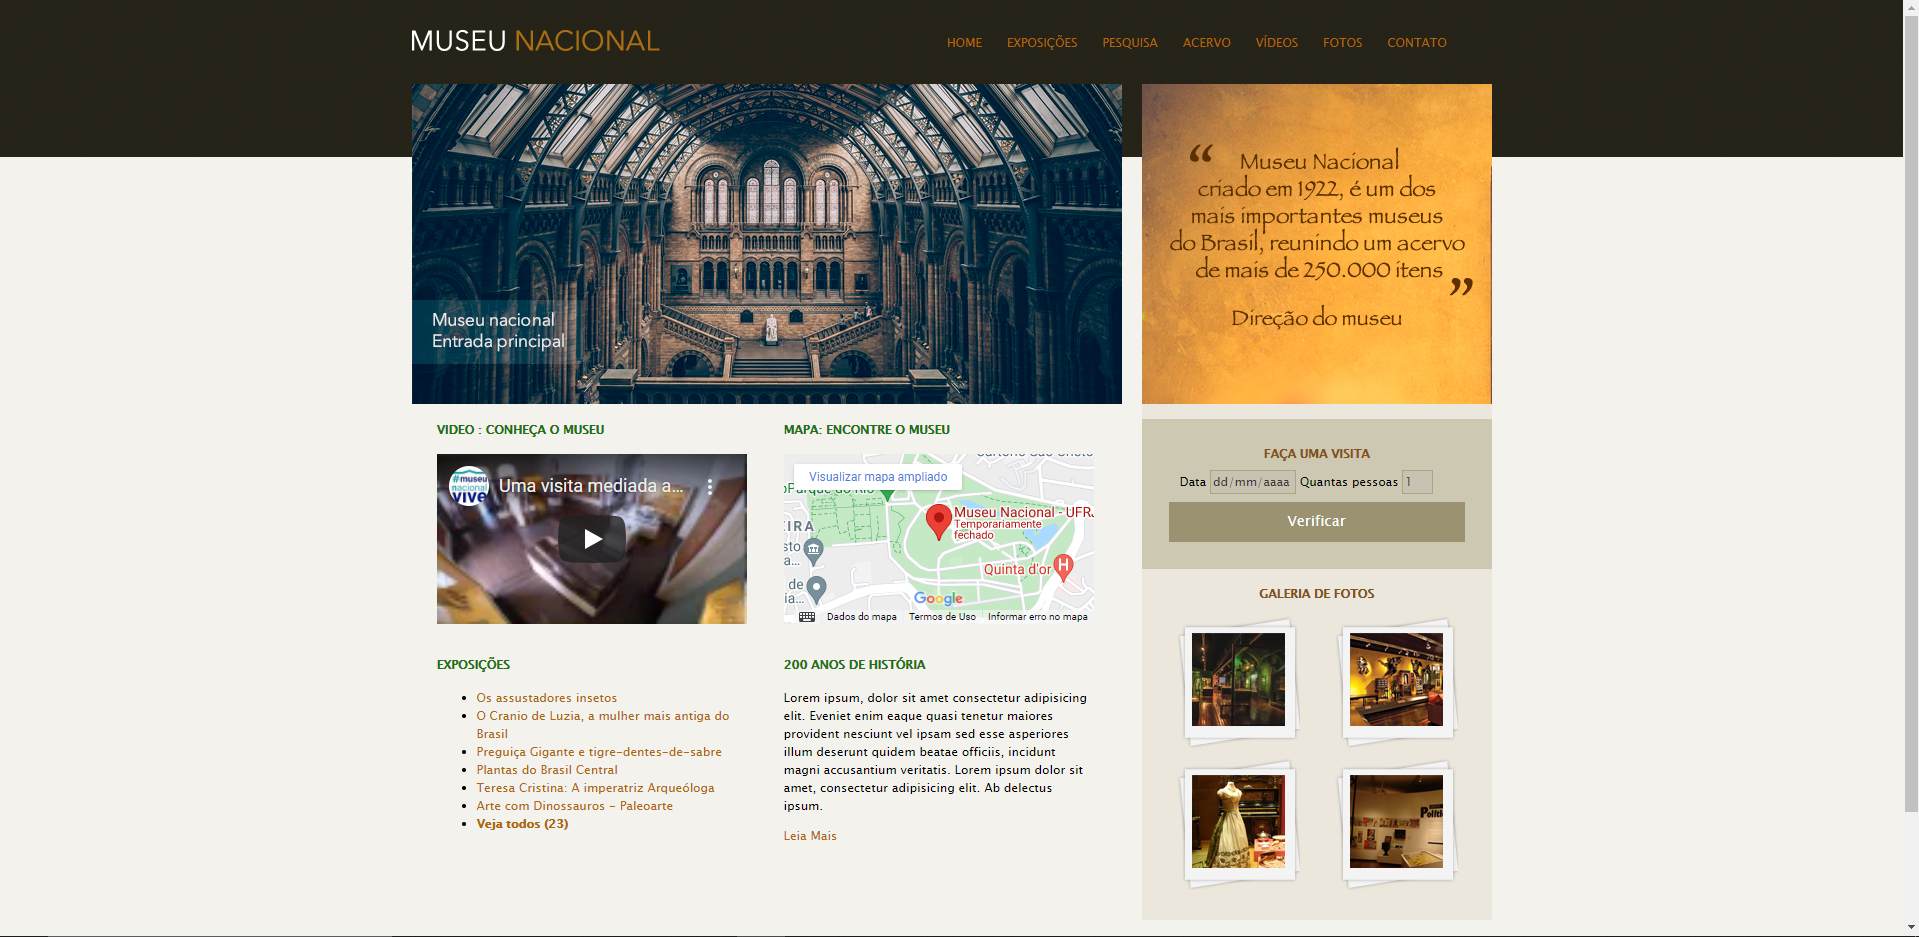 MUSEU NACIONAL
HOME EXPOSIÇÕES PESQUISA ACERVO VÍDEOS FOTOS CONTATO
Museu nacional
Entrada principal
“ Museu Nacional
criado em 1922, é um dos
mais importantes museus
do Brasil, reunindo um acervo
de mais de 250.000 itens ”
Direção do museu
VIDEO : CONHEÇA O MUSEU
#museu
nacional
VIVE
Uma visita mediada a...
MAPA: ENCONTRE O MUSEU
Visualizar mapa ampliado
Museu Nacional - UFRJ
Temporariamente
fechado
Quinta d'or
H
Google
Dados do mapa Termos de Uso Informar erro no mapa
FAÇA UMA VISITA
Data dd/mm/aaaa Quantas pessoas 1
Verificar
GALERIA DE FOTOS
EXPOSIÇÕES
Os assustadores insetos
O Cranio de Luzia, a mulher mais antiga do
Brasil
Preguiça Gigante e tigre-dentes-de-sabre
Plantas do Brasil Central
Teresa Cristina: A imperatriz Arqueóloga
Arte com Dinossauros - Paleoarte
Veja todos (23)
200 ANOS DE HISTÓRIA
Lorem ipsum, dolor sit amet consectetur adipisicing
elit. Eveniet enim eaque quasi tenetur maiores
provident nesciunt vel ipsam sed esse asperiores
illum deserunt quidem beatae officiis, incidunt
magni accusantium veritatis. Lorem ipsum dolor sit
amet, consectetur adipisicing elit. Ab delectus
ipsum.
Leia Mais